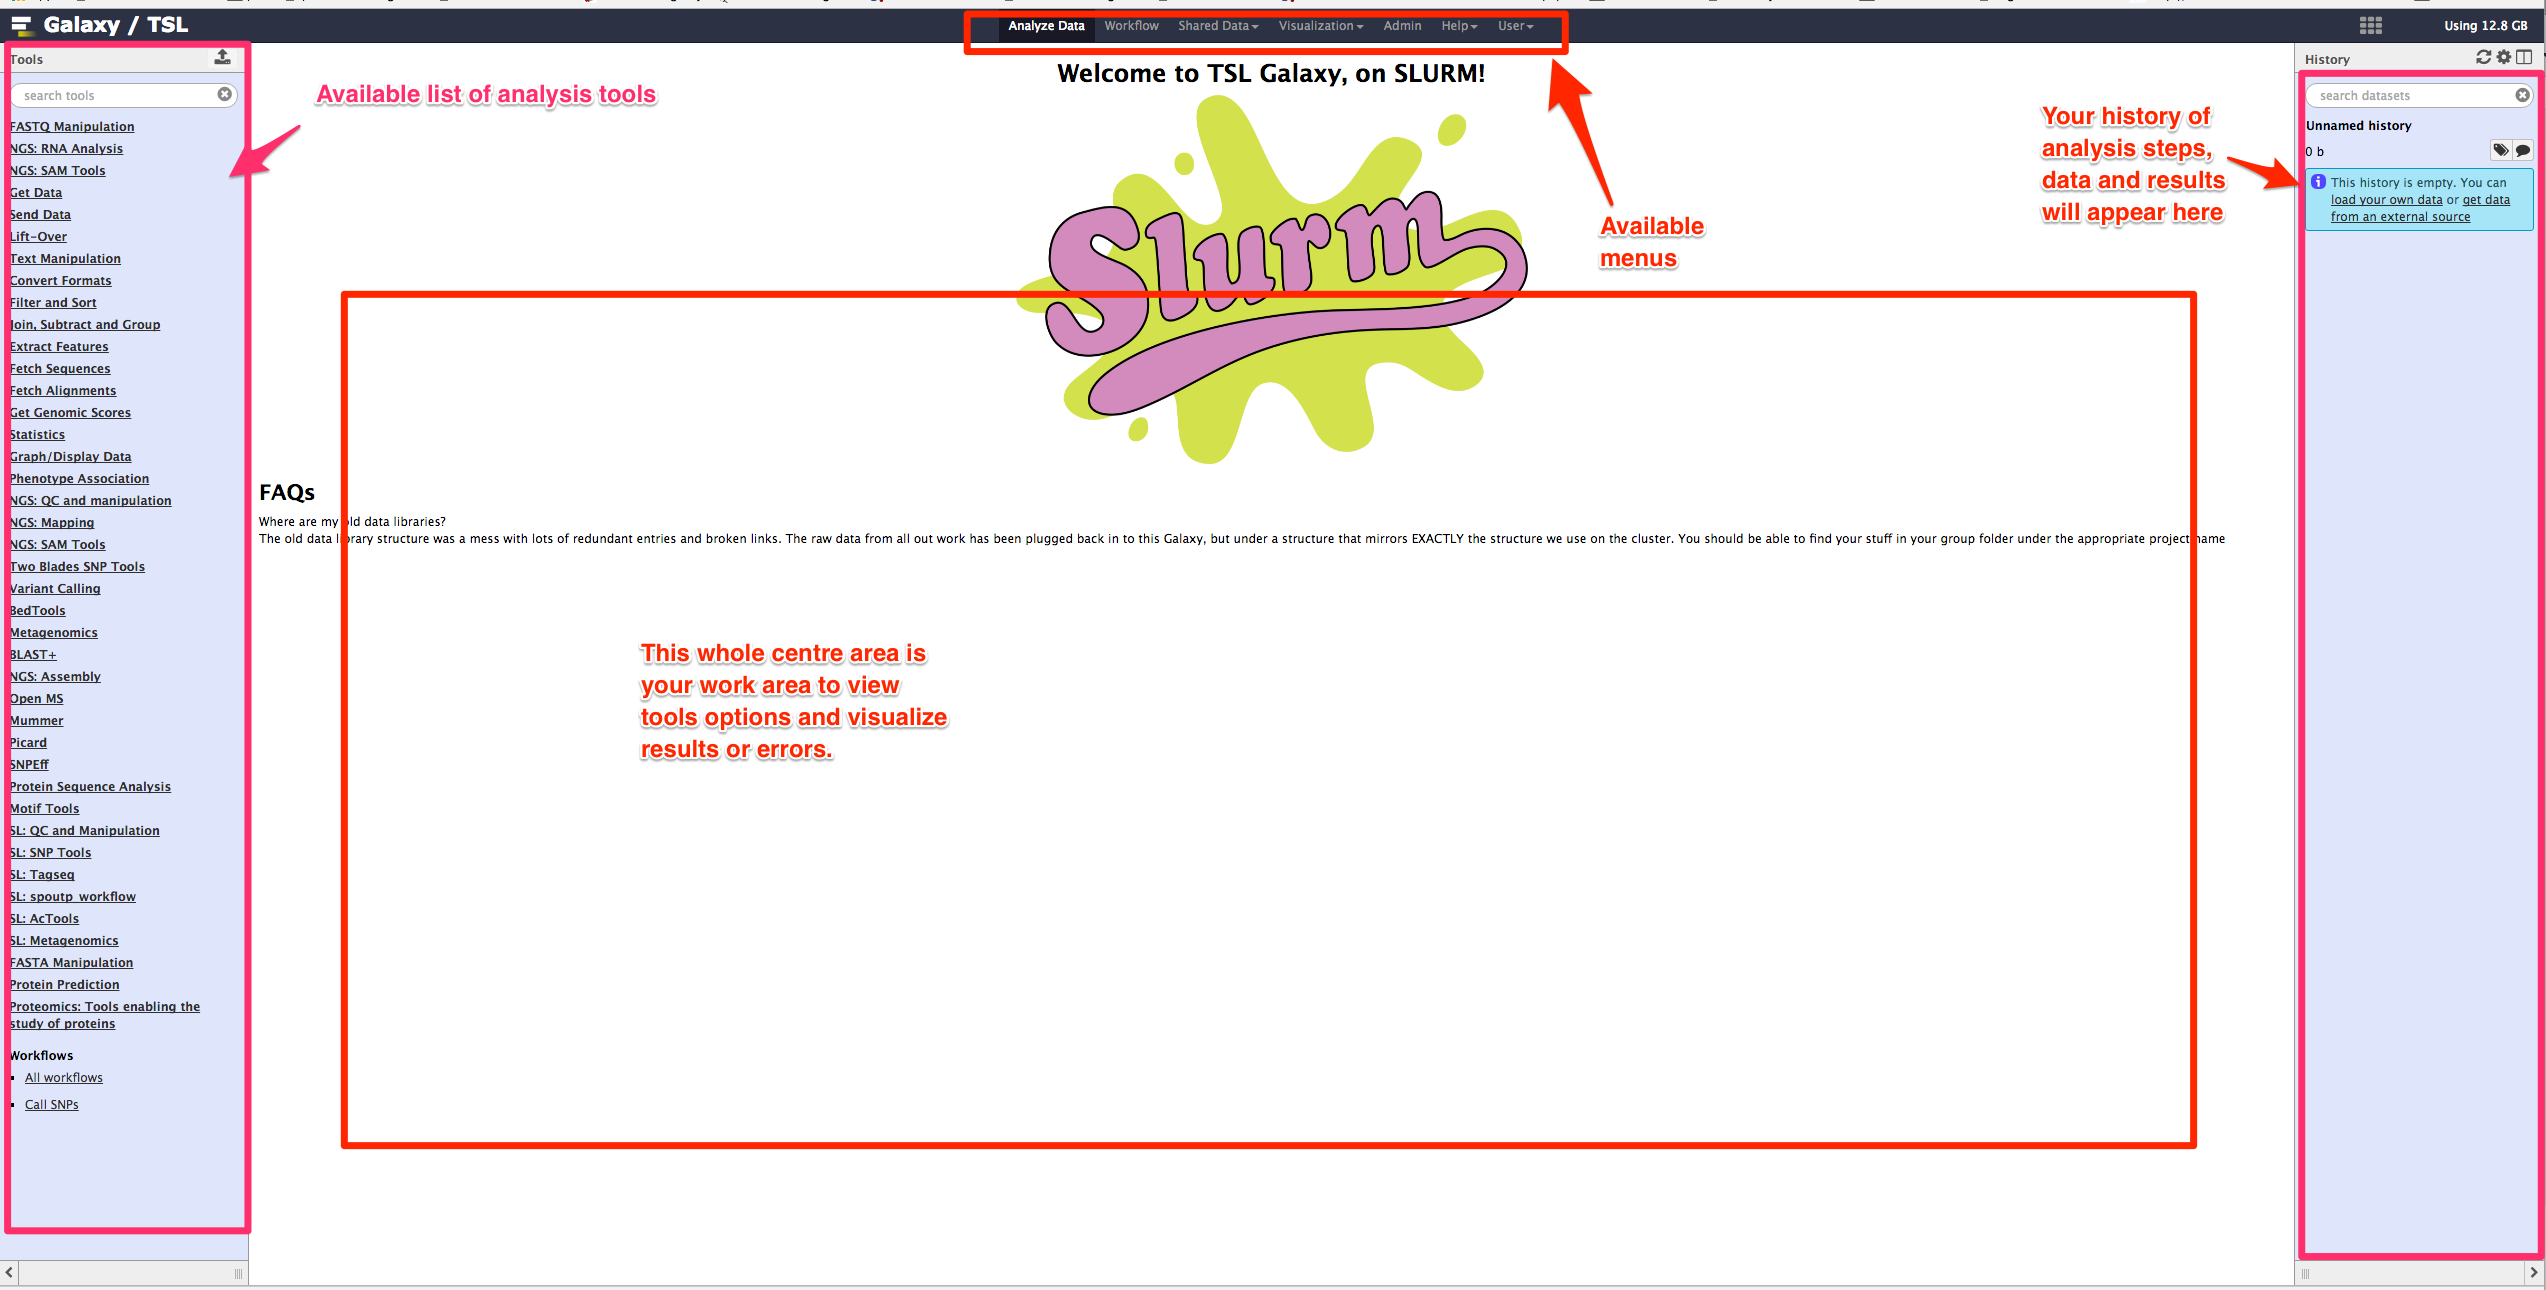 Galaxy / TSL
Analyze Data Workflow Shared Data Visualization Admin Help User
Using 12.8 GB
Tools
search tools
FASTQ Manipulation
NGS: RNA Analysis
NGS: SAM Tools
Get Data
Send Data
Lift-Over
Text Manipulation
Convert Formats
Filter and Sort
Join, Subtract and Group
Extract Features
Fetch Sequences
Fetch Alignments
Get Genomic Scores
Statistics
Graph/Display Data
Phenotype Association
NGS: QC and manipulation
NGS: Mapping
NGS: SAM Tools
Two Blades SNP Tools
Variant Calling
BedTools
Metagenomics
BLAST+
NGS: Assembly
Open MS
Mummer
Picard
SNPEff
Protein Sequence Analysis
Motif Tools
SL: QC and Manipulation
SL: SNP Tools
SL: Tagseq
SL: spoutp_workflow
SL: AcTools
SL: Metagenomics
FASTA Manipulation
Protein Prediction
Proteomics: Tools enabling the
study of proteins
Workflows
All workflows
Call SNPs
Available list of analysis tools
Welcome to TSL Galaxy, on SLURM!
Slurm
Available
menus
FAQs
Where are my old data libraries?
The old data library structure was a mess with lots of redundant entries and broken links. The raw data from all out work has been plugged back in to this Galaxy, but under a structure that mirrors EXACTLY the structure we use on the cluster. You should be able to find your stuff in your group folder under the appropriate project name
This whole centre area is
your work area to view
tools options and visualize
results or errors.
Your history of
analysis steps,
data and results
will appear here
History
search datasets
Unnamed history
0 b
This history is empty. You can
load your own data or get data
from an external source